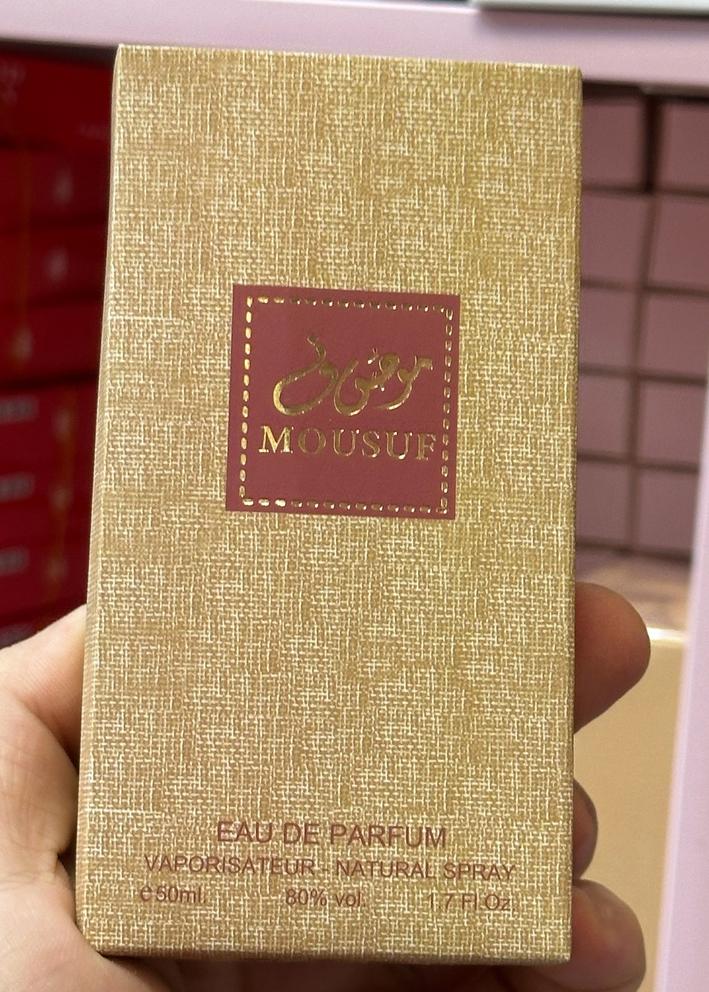 موصوف
MOUSUF
EAU DE PARFUM
VAPORISATEUR - NATURAL SPRAY
e 50ml. 80% vol. 1.7 Fl Oz.